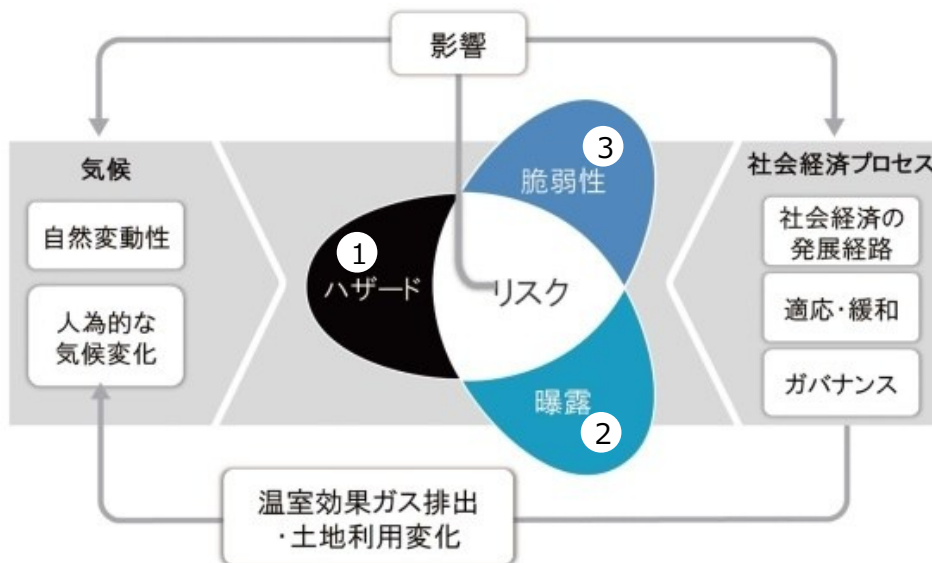 影響
気候
自然変動性
人為的な
気候変化
③
脆弱性
①
ハザード
リスク
曝露
②
社会経済プロセス
社会経済の
発展経路
適応・緩和
ガバナンス
温室効果ガス排出
・土地利用変化